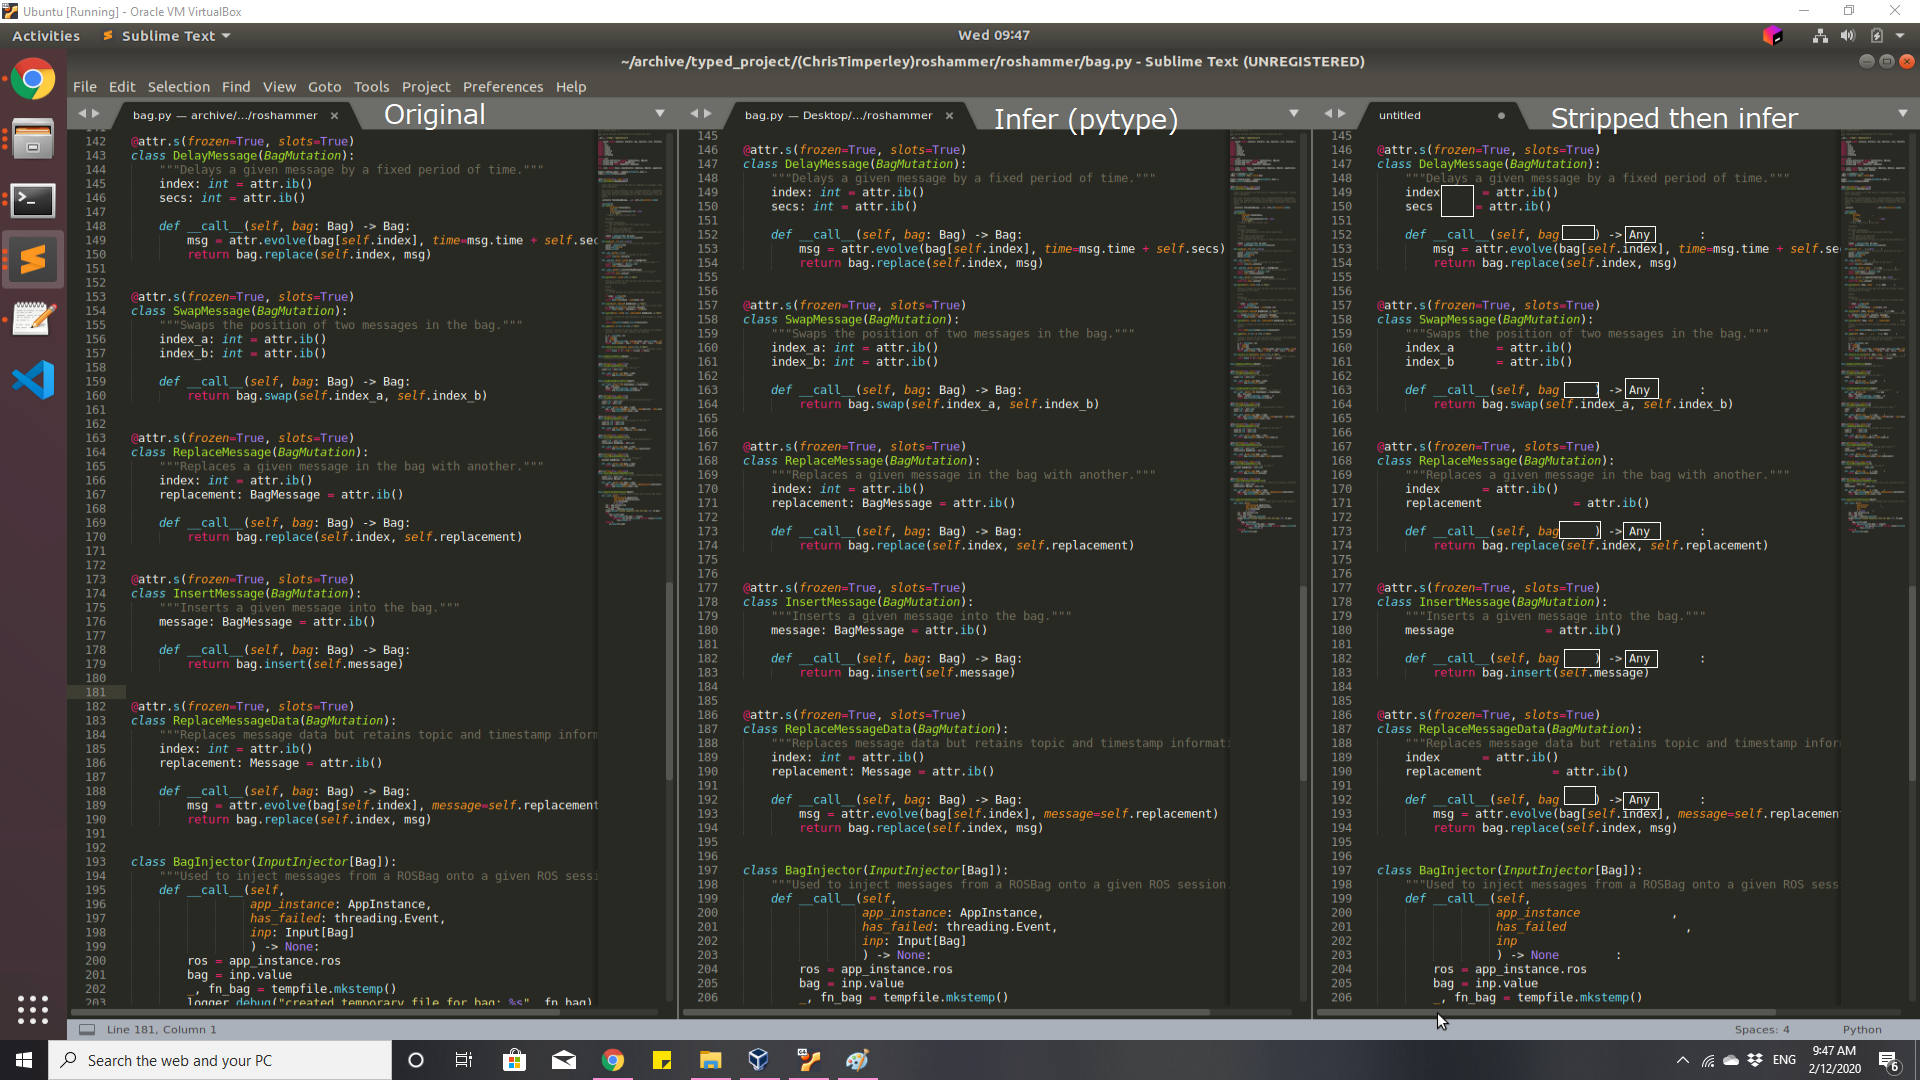 Ubuntu [Running] - Oracle VM VirtualBox
Activities Sublime Text Wed 09:47
~/archive/typed_project/(ChrisTimperley)roshammer/roshammer/bag.py - Sublime Text (UNREGISTERED)
File Edit Selection Find View Goto Tools Project Preferences Help
bag.py — archive/.../roshammer × Original
142 @attr.s(frozen=True, slots=True)
143 class DelayMessage(BagMutation):
144 """Delays a given message by a fixed period of time."""
145 index: int = attr.ib()
146 secs: int = attr.ib()
147
148 def __call__(self, bag: Bag) -> Bag:
149 msg = attr.evolve(bag[self.index], time=msg.time + self.sec
150 return bag.replace(self.index, msg)
151
152
153 @attr.s(frozen=True, slots=True)
154 class SwapMessage(BagMutation):
155 """Swaps the position of two messages in the bag."""
156 index_a: int = attr.ib()
157 index_b: int = attr.ib()
158
159 def __call__(self, bag: Bag) -> Bag:
160 return bag.swap(self.index_a, self.index_b)
161
162
163 @attr.s(frozen=True, slots=True)
164 class ReplaceMessage(BagMutation):
165 """Replaces a given message in the bag with another."""
166 index: int = attr.ib()
167 replacement: BagMessage = attr.ib()
168
169 def __call__(self, bag: Bag) -> Bag:
170 return bag.replace(self.index, self.replacement)
171
172
173 @attr.s(frozen=True, slots=True)
174 class InsertMessage(BagMutation):
175 """Inserts a given message into the bag."""
176 message: BagMessage = attr.ib()
177
178 def __call__(self, bag: Bag) -> Bag:
179 return bag.insert(self.message)
180
181
182 @attr.s(frozen=True, slots=True)
183 class ReplaceMessageData(BagMutation):
184 """Replaces message data but retains topic and timestamp inform
185 index: int = attr.ib()
186 replacement: Message = attr.ib()
187
188 def __call__(self, bag: Bag) -> Bag:
189 msg = attr.evolve(bag[self.index], message=self.replacement
190 return bag.replace(self.index, msg)
191
192
193 class BagInjector(InputInjector[Bag]):
194 """Used to inject messages from a ROSBag onto a given ROS sessi
195 def __call__(self,
196 app_instance: AppInstance,
197 has_failed: threading.Event,
198 inp: Input[Bag]
199 ) -> None:
200 ros = app_instance.ros
201 bag = inp.value
202 _, fn_bag = tempfile.mkstemp()
203 logger.debug("created temporary file for bag: %s", fn_bag)
bag.py — Desktop/.../roshammer × Infer (pytype)
145
146 @attr.s(frozen=True, slots=True)
147 class DelayMessage(BagMutation):
148 """Delays a given message by a fixed period of time."""
149 index: int = attr.ib()
150 secs: int = attr.ib()
151
152 def __call__(self, bag: Bag) -> Bag:
153 msg = attr.evolve(bag[self.index], time=msg.time + self.secs)
154 return bag.replace(self.index, msg)
155
156
157 @attr.s(frozen=True, slots=True)
158 class SwapMessage(BagMutation):
159 """Swaps the position of two messages in the bag."""
160 index_a: int = attr.ib()
161 index_b: int = attr.ib()
162
163 def __call__(self, bag: Bag) -> Bag:
164 return bag.swap(self.index_a, self.index_b)
165
166
167 @attr.s(frozen=True, slots=True)
168 class ReplaceMessage(BagMutation):
169 """Replaces a given message in the bag with another."""
170 index: int = attr.ib()
171 replacement: BagMessage = attr.ib()
172
173 def __call__(self, bag: Bag) -> Bag:
174 return bag.replace(self.index, self.replacement)
175
176
177 @attr.s(frozen=True, slots=True)
178 class InsertMessage(BagMutation):
179 """Inserts a given message into the bag."""
180 message: BagMessage = attr.ib()
181
182 def __call__(self, bag: Bag) -> Bag:
183 return bag.insert(self.message)
184
185
186 @attr.s(frozen=True, slots=True)
187 class ReplaceMessageData(BagMutation):
188 """Replaces message data but retains topic and timestamp informati
189 index: int = attr.ib()
190 replacement: Message = attr.ib()
191
192 def __call__(self, bag: Bag) -> Bag:
193 msg = attr.evolve(bag[self.index], message=self.replacement)
194 return bag.replace(self.index, msg)
195
196
197 class BagInjector(InputInjector[Bag]):
198 """Used to inject messages from a ROSBag onto a given ROS session.
199 def __call__(self,
200 app_instance: AppInstance,
201 has_failed: threading.Event,
202 inp: Input[Bag]
203 ) -> None:
204 ros = app_instance.ros
205 bag = inp.value
206 _, fn_bag = tempfile.mkstemp()
untitled Stripped then infer
145
146 @attr.s(frozen=True, slots=True)
147 class DelayMessage(BagMutation):
148 """Delays a given message by a fixed period of time."""
149 index = attr.ib()
150 secs = attr.ib()
151
152 def __call__(self, bag ) -> Any :
153 msg = attr.evolve(bag[self.index], time=msg.time + self.se
154 return bag.replace(self.index, msg)
155
156
157 @attr.s(frozen=True, slots=True)
158 class SwapMessage(BagMutation):
159 """Swaps the position of two messages in the bag."""
160 index_a = attr.ib()
161 index_b = attr.ib()
162
163 def __call__(self, bag ) -> Any :
164 return bag.swap(self.index_a, self.index_b)
165
166
167 @attr.s(frozen=True, slots=True)
168 class ReplaceMessage(BagMutation):
169 """Replaces a given message in the bag with another."""
170 index = attr.ib()
171 replacement = attr.ib()
172
173 def __call__(self, bag ) -> Any :
174 return bag.replace(self.index, self.replacement)
175
176
177 @attr.s(frozen=True, slots=True)
178 class InsertMessage(BagMutation):
179 """Inserts a given message into the bag."""
180 message = attr.ib()
181
182 def __call__(self, bag ) -> Any :
183 return bag.insert(self.message)
184
185
186 @attr.s(frozen=True, slots=True)
187 class ReplaceMessageData(BagMutation):
188 """Replaces message data but retains topic and timestamp infor
189 index = attr.ib()
190 replacement = attr.ib()
191
192 def __call__(self, bag ) -> Any :
193 msg = attr.evolve(bag[self.index], message=self.replacemen
194 return bag.replace(self.index, msg)
195
196
197 class BagInjector(InputInjector[Bag]):
198 """Used to inject messages from a ROSBag onto a given ROS sess
199 def __call__(self,
200 app_instance ,
201 has_failed ,
202 inp
203 ) -> None :
204 ros = app_instance.ros
205 bag = inp.value
206 _, fn_bag = tempfile.mkstemp()
Line 181, Column 1 Spaces: 4 Python
Search the web and your PC ENG 9:47 AM
2/12/2020 6